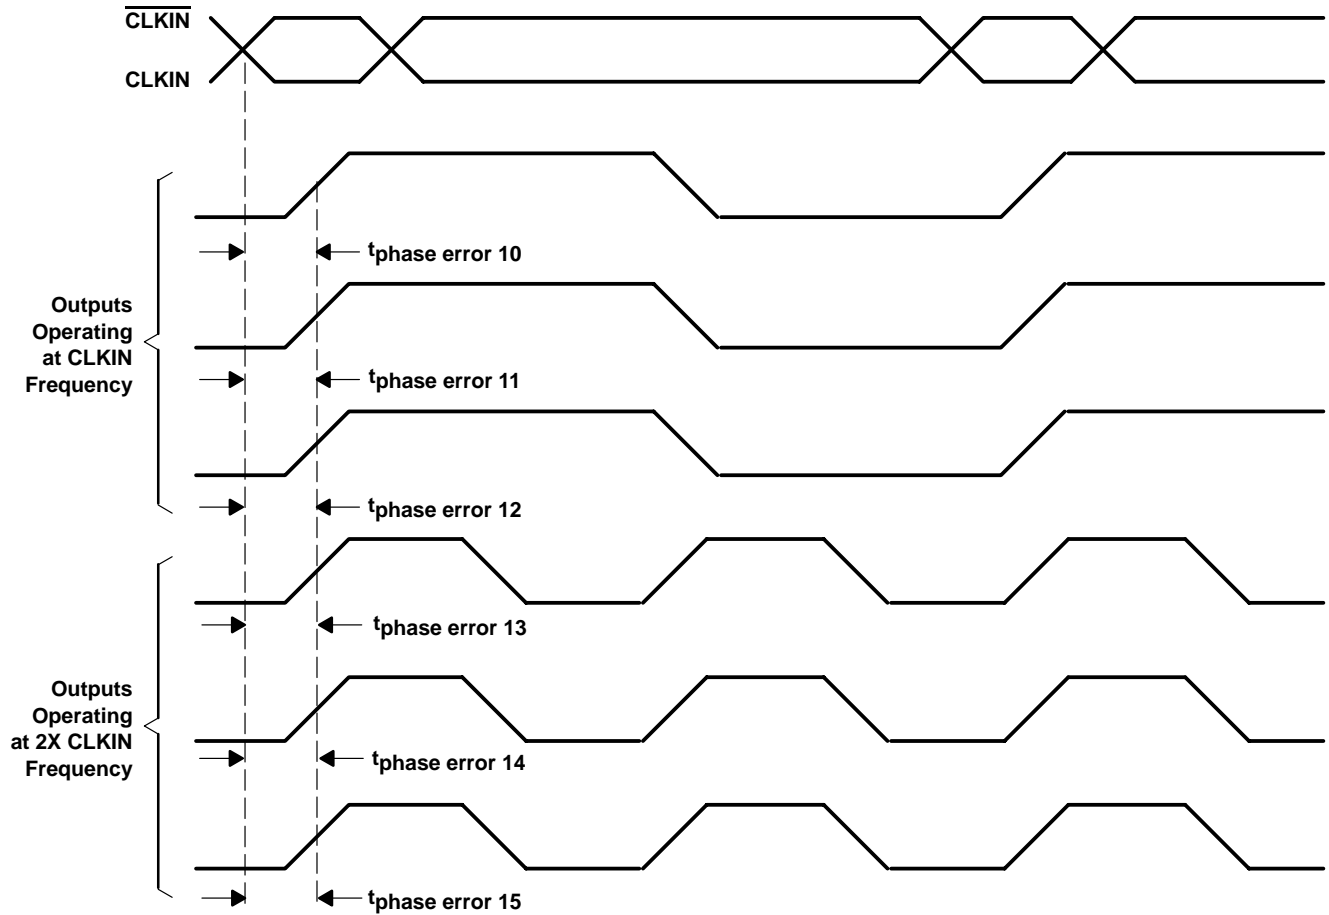 CLKIN
CLKIN
tphase error 10
Outputs
Operating
at CLKIN
Frequency
tphase error 11
tphase error 12
tphase error 13
Outputs
Operating
at 2X CLKIN
Frequency
tphase error 14
tphase error 15